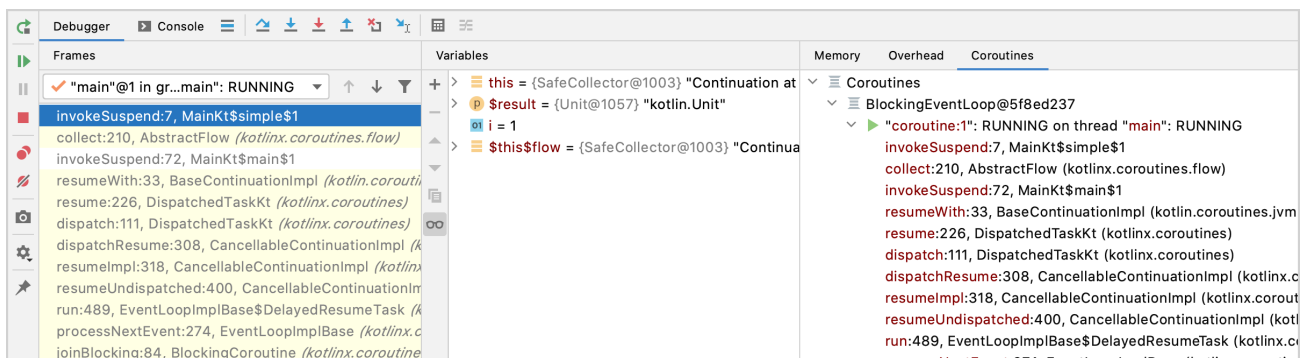 Debugger
Console
Frames
"main"@1 in gr...main": RUNNING
invokeSuspend:7, MainKt$simple$1
collect:210, AbstractFlow (kotlinx.coroutines.flow)
invokeSuspend:72, MainKt$main$1
resumeWith:33, BaseContinuationImpl (kotlin.corouti
resume:226, DispatchedTaskKt (kotlinx.coroutines)
dispatch:111, DispatchedTaskKt (kotlinx.coroutines)
dispatchResume:308, CancellableContinuationImpl (k
resumeImpl:318, CancellableContinuationImpl (kotlinx
resumeUndispatched:400, CancellableContinuationIm
run:489, EventLoopImplBase$DelayedResumeTask (
processNextEvent:274, EventLoopImplBase (kotlinx.c
joinBlocking:84, BlockingCoroutine (kotlinx.coroutine
Variables
this = {SafeCollector@1003} "Continuation at
p $result = {Unit@1057} "kotlin.Unit"
01 i = 1
$this$flow = {SafeCollector@1003} "Continua
Memory
Overhead
Coroutines
Coroutines
BlockingEventLoop@5f8ed237
"coroutine:1": RUNNING on thread "main": RUNNING
invokeSuspend:7, MainKt$simple$1
collect:210, AbstractFlow (kotlinx.coroutines.flow)
invokeSuspend:72, MainKt$main$1
resumeWith:33, BaseContinuationImpl (kotlin.coroutines.jvm
resume:226, DispatchedTaskKt (kotlinx.coroutines)
dispatch:111, DispatchedTaskKt (kotlinx.coroutines)
dispatchResume:308, CancellableContinuationImpl (kotlinx.c
resumeImpl:318, CancellableContinuationImpl (kotlinx.corout
resumeUndispatched:400, CancellableContinuationImpl (kotl
run:489, EventLoopImplBase$DelayedResumeTask (kotlinx.c